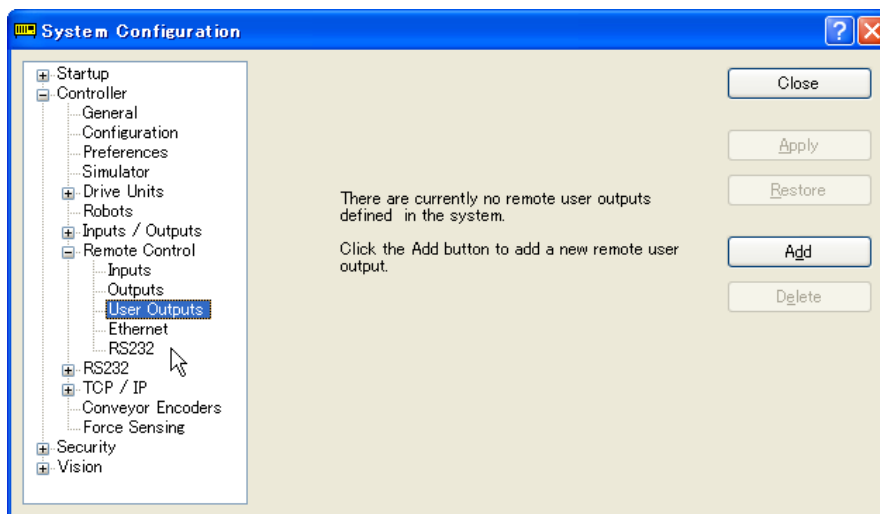 System Configuration
Startup
Controller
General
Configuration
Preferences
Simulator
Drive Units
Robots
Inputs / Outputs
Remote Control
Inputs
Outputs
User Outputs
Ethernet
RS232
RS232
TCP / IP
Conveyor Encoders
Force Sensing
Security
Vision
There are currently no remote user outputs
defined in the system.
Click the Add button to add a new remote user
output.
Close
Apply
Restore
Add
Delete